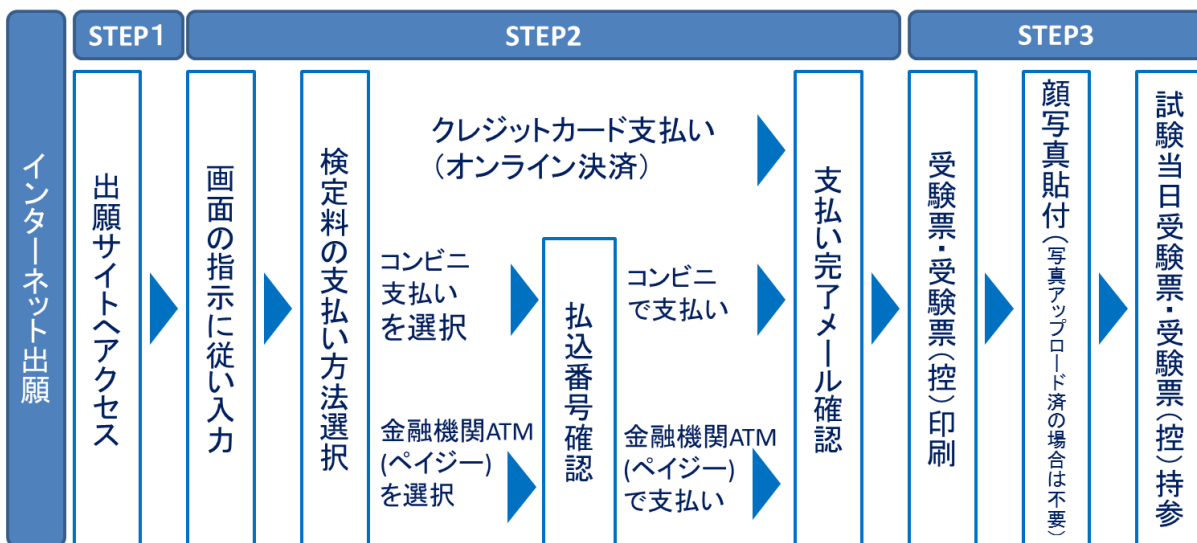 インターネット出願
STEP1
STEP2
STEP3
出願サイトへアクセス
画面の指示に従い入力
検定料の支払い方法選択
クレジットカード支払い
(オンライン決済)
コンビニ
支払い
を選択
金融機関ATM
(ペイジー)
を選択
払込番号確認
コンビニ
で支払い
金融機関ATM
(ペイジー)
で支払い
支払い完了メール確認
受験票・受験票(控)印刷
顔写真貼付(写真アップロード済の場合は不要)
試験当日受験票・受験票(控)持参